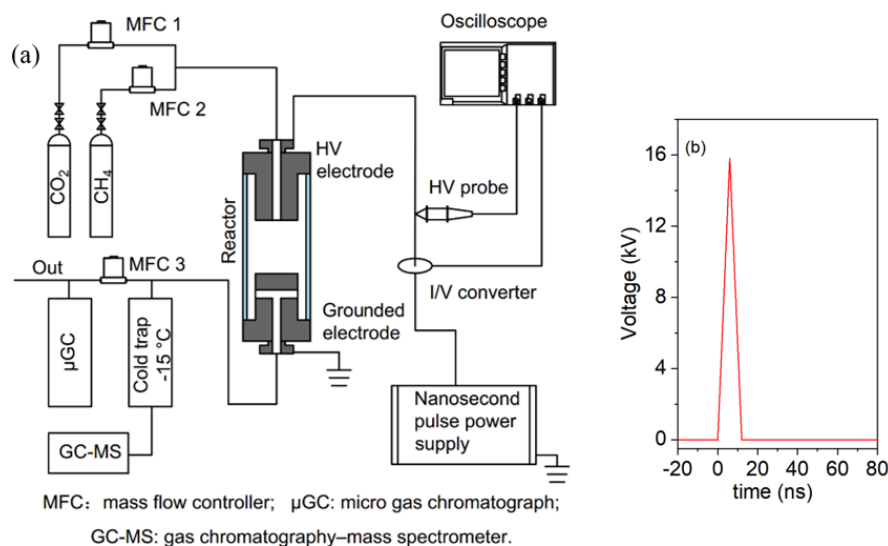 (a)
MFC 1
MFC 2
CO2
CH4
HV
electrode
Reactor
Oscilloscope
HV probe
I/V converter
Out
MFC 3
μGC
Cold trap
-15 °C
GC-MS
Grounded
electrode
Nanosecond
pulse power
supply
MFC：mass flow controller; μGC: micro gas chromatograph;
GC-MS: gas chromatography–mass spectrometer.
(b)
Voltage (kV)
16
12
8
4
0
-20 0 20 40 60 80
time (ns)